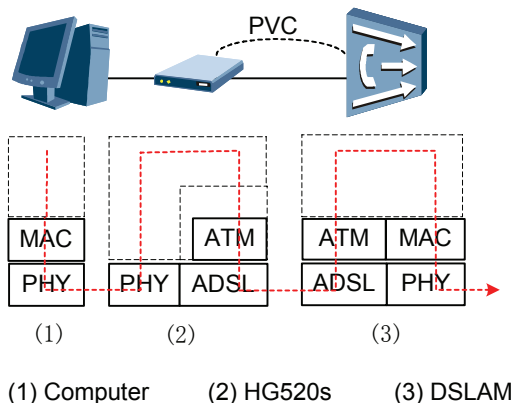 PVC
MAC ATM ATM MAC
PHY PHY ADSL ADSL PHY
(1) (2) (3)
(1) Computer (2) HG520s (3) DSLAM